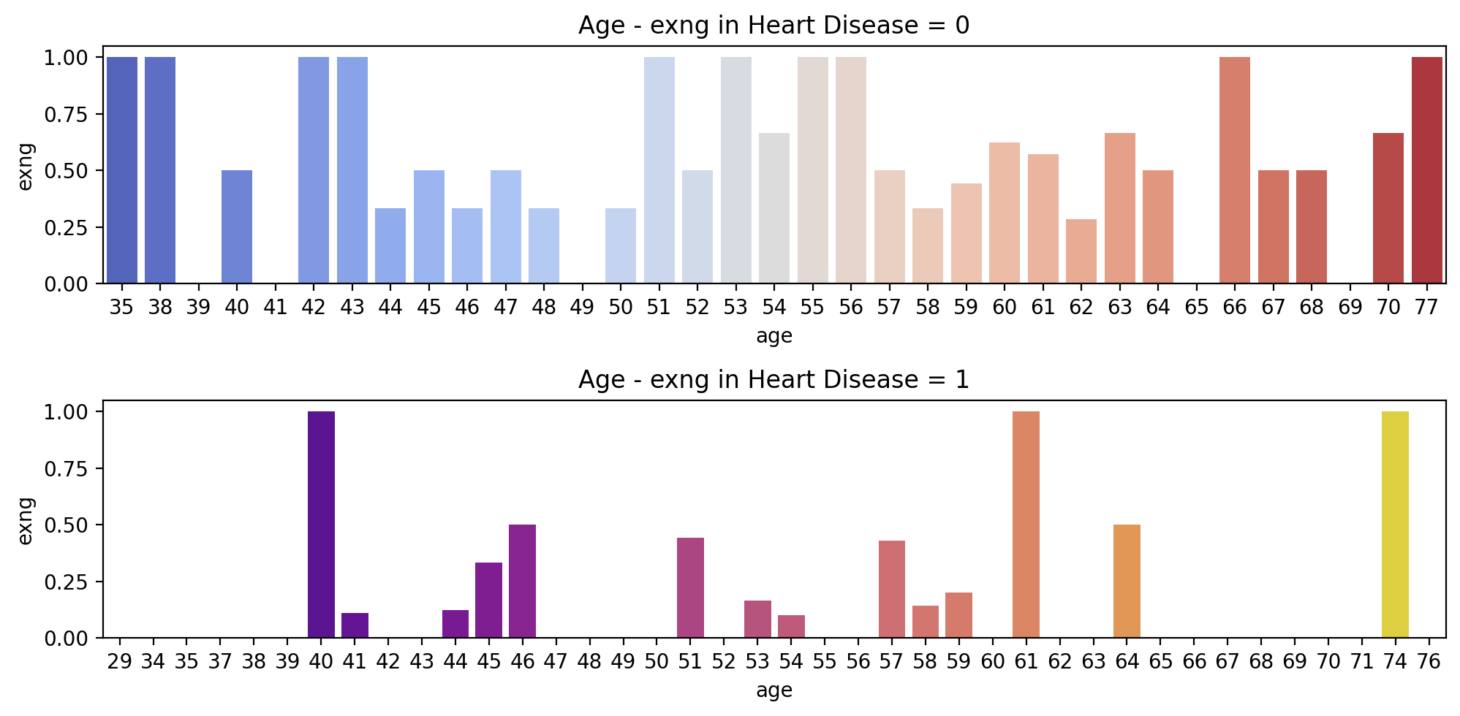 Age - exng in Heart Disease = 0
1.00
0.75
0.50
0.25
0.00
exng
35 38 39 40 41 42 43 44 45 46 47 48 49 50 51 52 53 54 55 56 57 58 59 60 61 62 63 64 65 66 67 68 69 70 77
age
Age - exng in Heart Disease = 1
1.00
0.75
0.50
0.25
0.00
exng
29 34 35 37 38 39 40 41 42 43 44 45 46 47 48 49 50 51 52 53 54 55 56 57 58 59 60 61 62 63 64 65 66 67 68 69 70 71 74 76
age